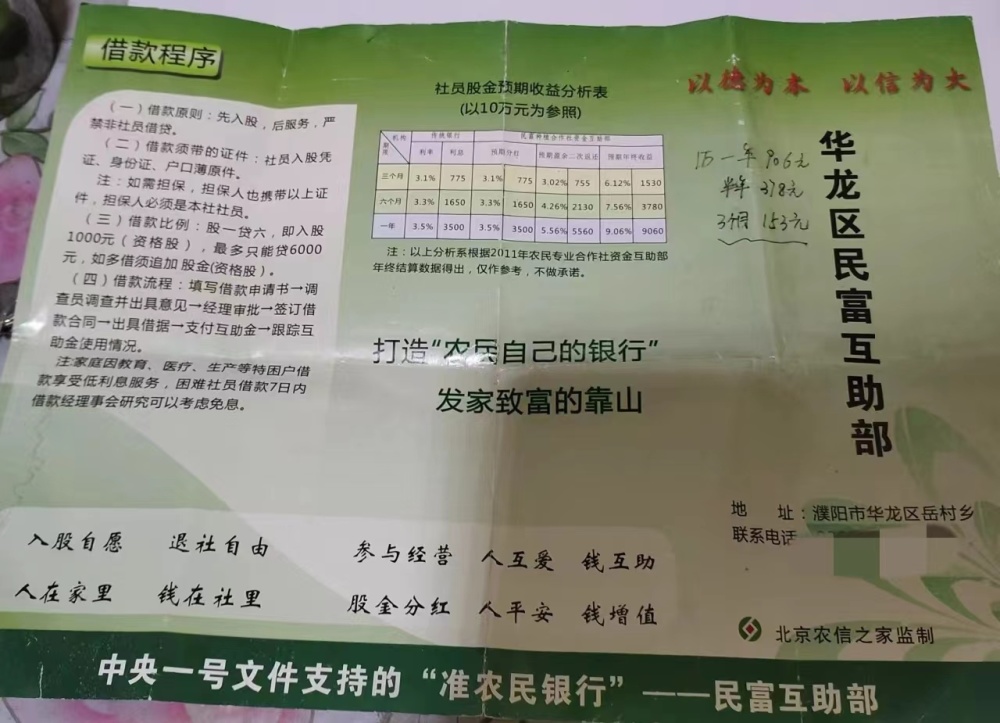 借款程序
（一）借款原则：先入股，后服务，严
禁非社员借贷。
（二）借款须带的证件：社员入股凭
证、身份证、户口薄原件。
注：如需担保，担保人也携带以上证
件，担保人必须是本社社员。
（三）借款比例：股一贷六，即入股
1000元（资格股），最多只能贷6000
元，如多借须追加股金(资格股)。
（四）借款流程：填写借款申请书→调
查员调查并出具意见→经理审批→签订借
款合同→出具借据→支付互助金→跟踪互
助金使用情况。
注家庭因教育、医疗、生产等特困户借
款享受低利息服务，困难社员借款7日内
借款经理事会研究可以考虑免息。
入股自愿 退社自由
人在家里 钱在社里
社员股金预期收益分析表
(以10万元为参照)
机构 传统银行 民富种植合作社资金互助部
期限 利率 利息 预期分红 预期盈余二次返还 预期年终收益
三个月 3.1% 775 3.1% 775 3.02% 755 6.12% 1530
六个月 3.3% 1650 3.3% 1650 4.26% 2130 7.56% 3780
一年 3.5% 3500 3.5% 3500 5.56% 5560 9.06% 9060
注：以上分析系根据2011年农民专业合作社资金互助部
年终结算数据得出，仅作参考，不做承诺。
打造“农民自己的银行”
发家致富的靠山
参与经营 人互爱 钱互助
股金分红 人平安 钱增值
以德为本 以信为大
1万一年906元
半年378元
3个月153元
华龙区民富互助部
地 址：濮阳市华龙区岳村乡
联系电话
北京农信之家监制
中央一号文件支持的“准农民银行”——民富互助部